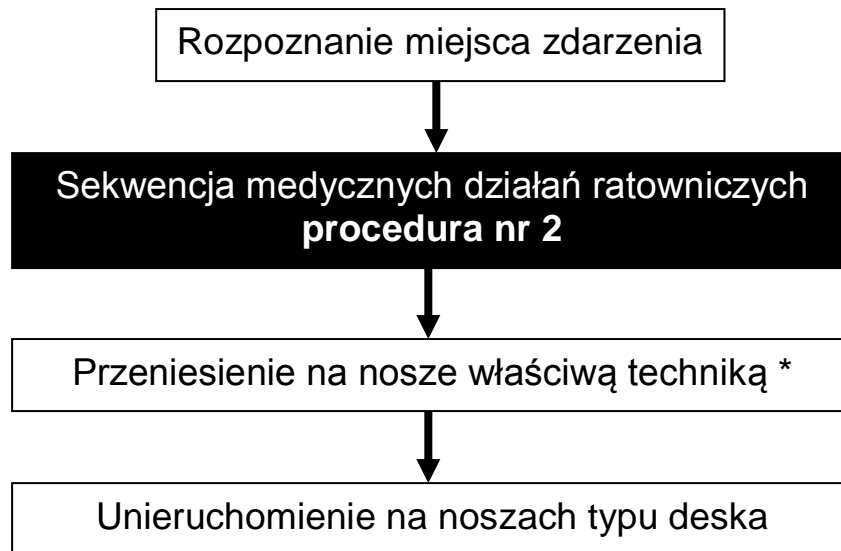 Rozpoznanie miejsca zdarzenia
Sekwencja medycznych działań ratowniczych
procedura nr 2
Przeniesienie na nosze właściwą techniką *
Unieruchomienie na noszach typu deska